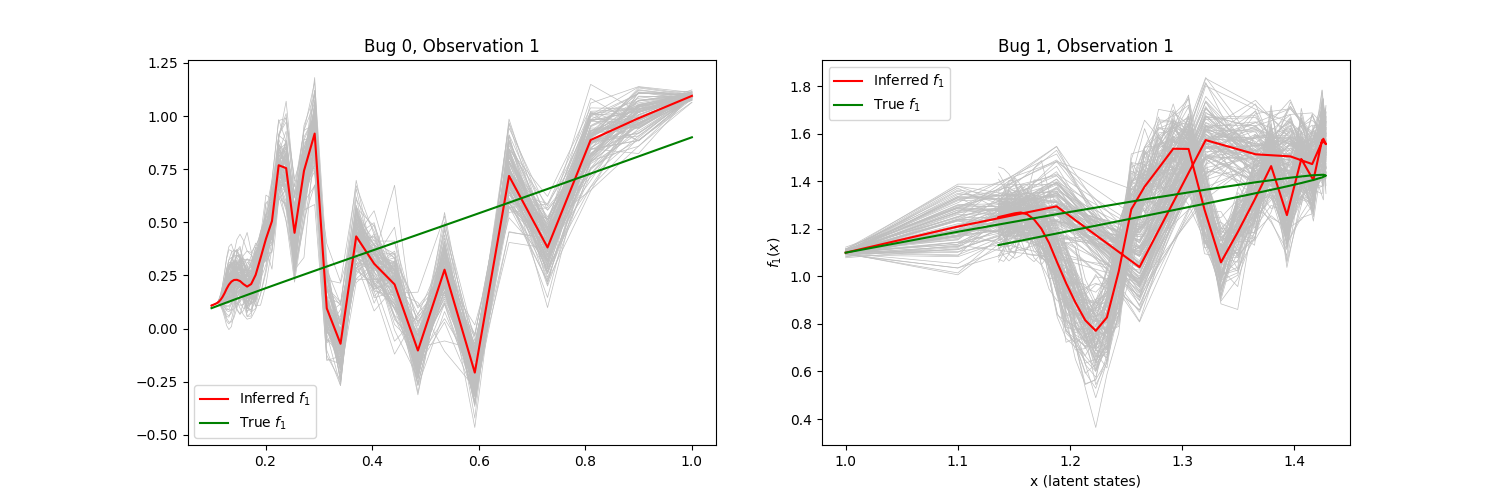 Bug 0, Observation 1
1.25
1.00
0.75
0.50
0.25
0.00
−0.25
−0.50
Inferred f₁
True f₁
0.2 0.4 0.6 0.8 1.0
Bug 1, Observation 1
Inferred f₁
True f₁
1.8
1.6
1.4
1.2
1.0
0.8
0.6
0.4
f₁(x)
1.0 1.1 1.2 1.3 1.4
x (latent states)